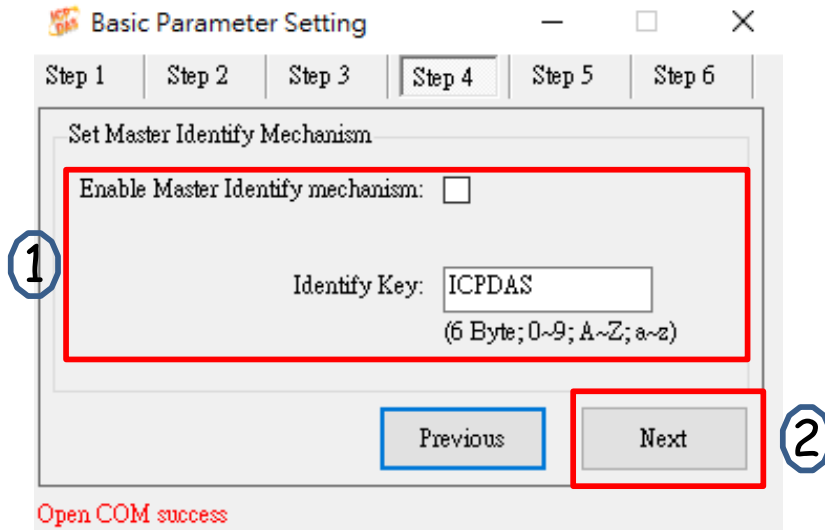 ICP DAS
Basic Parameter Setting
Step 1 Step 2 Step 3 Step 4 Step 5 Step 6
Set Master Identify Mechanism
Enable Master Identify mechanism:
1
Identify Key: ICPDAS
(6 Byte; 0~9; A~Z; a~z)
Previous Next
2
Open COM success